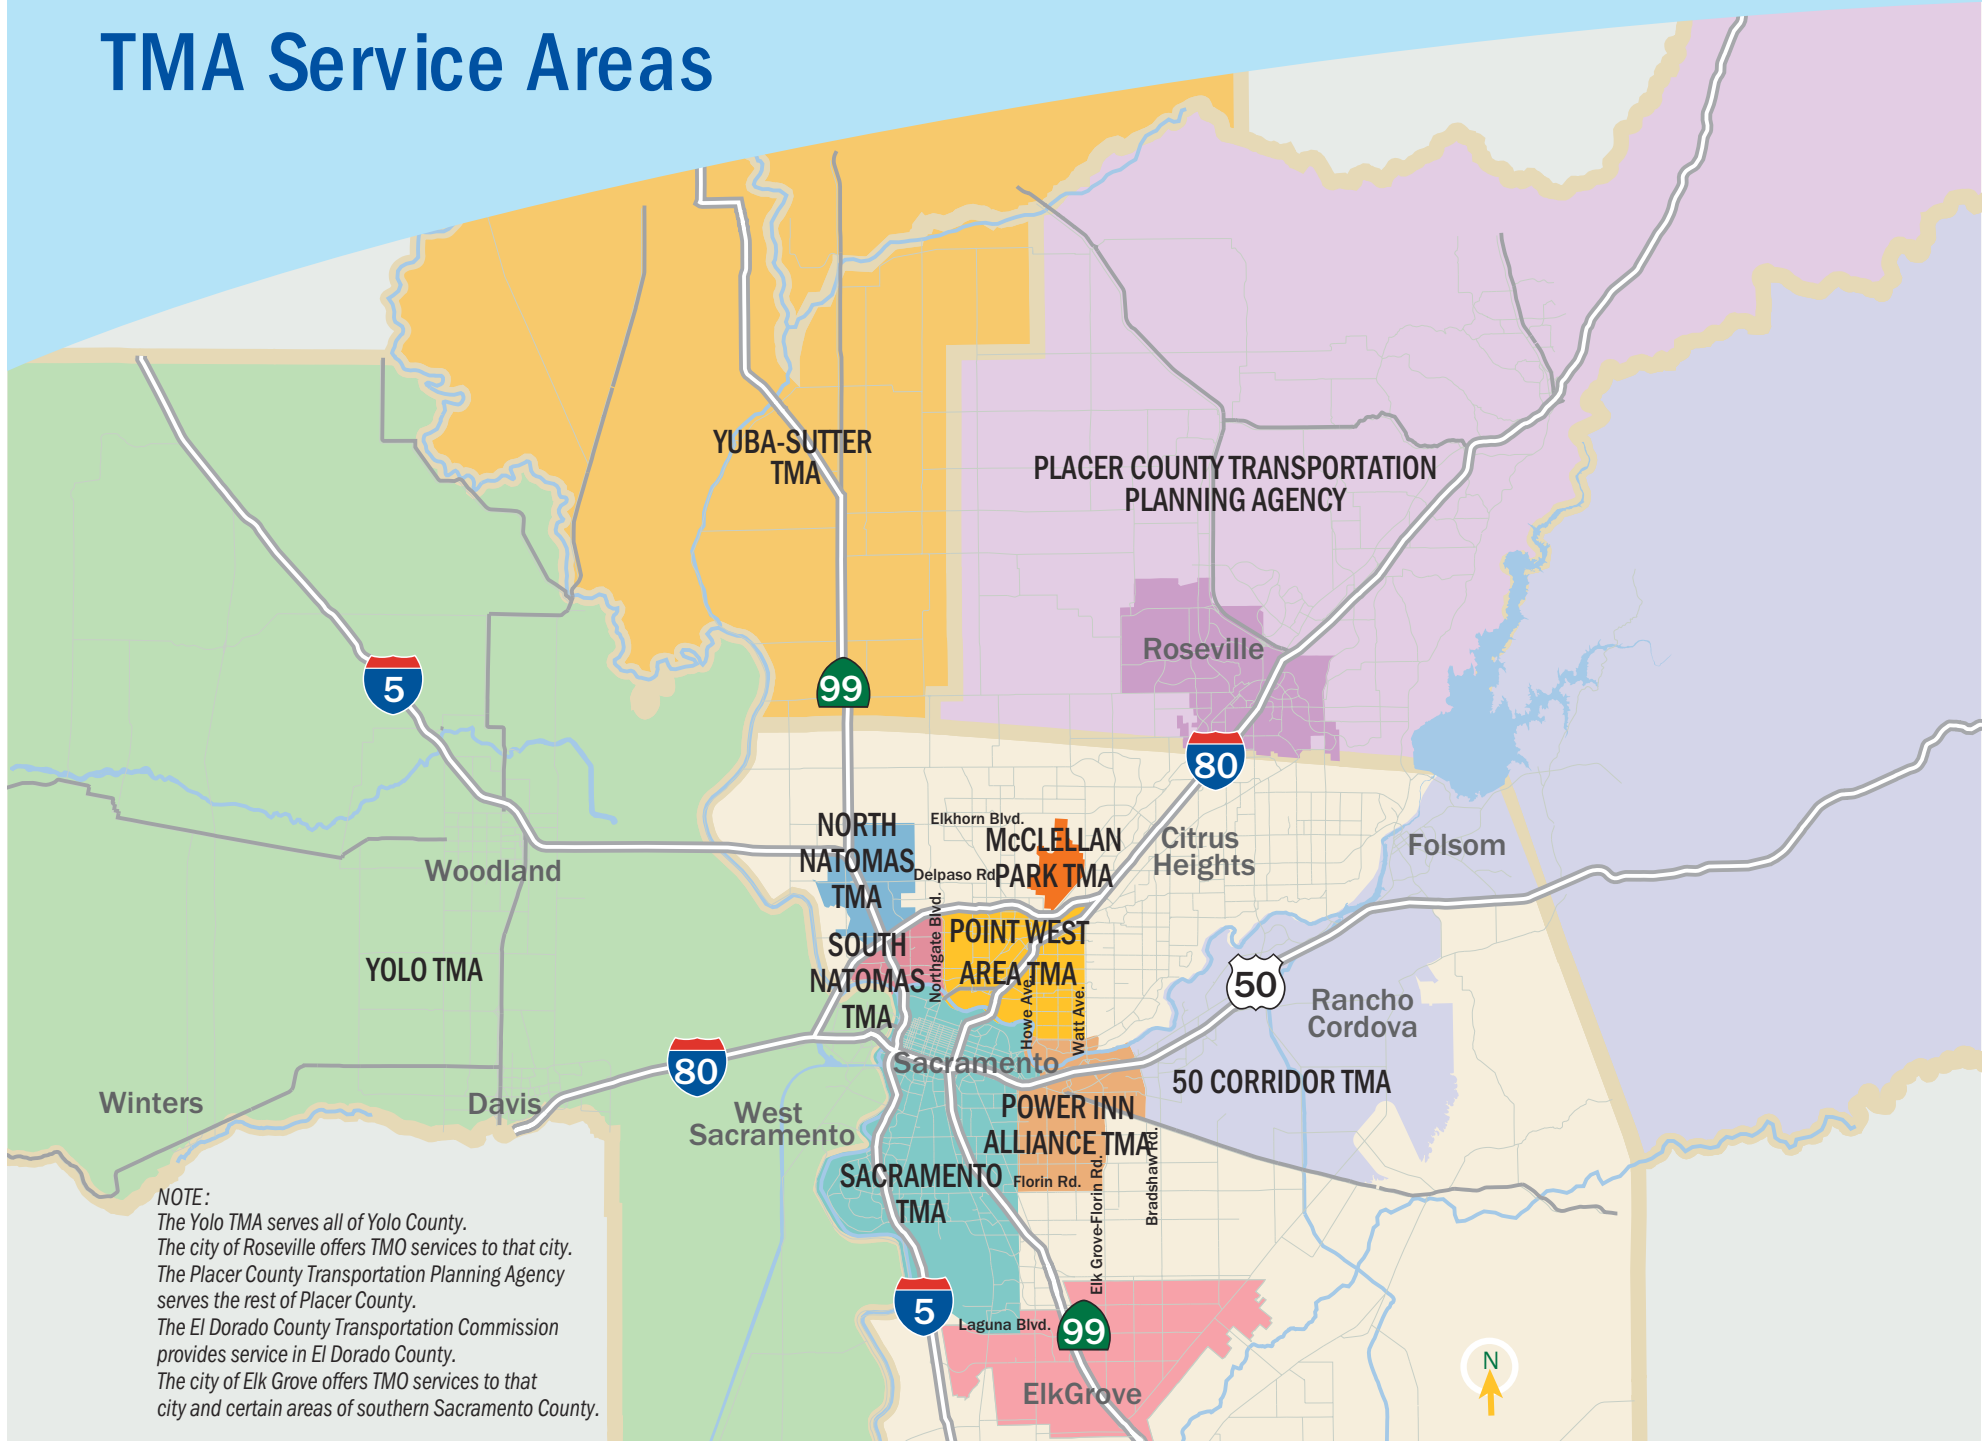 TMA Service Areas
YUBA-SUTTER
TMA
PLACER COUNTY TRANSPORTATION
PLANNING AGENCY
Roseville
5
99
80
NORTH
NATOMAS
TMA
Elkhorn Blvd.
McCLELLAN
PARK TMA
Delpaso Rd
Citrus
Heights
Folsom
Woodland
YOLO TMA
SOUTH
NATOMAS
TMA
Northgate Blvd.
POINT WEST
AREA TMA
Howe Ave.
Watt Ave.
50
Rancho
Cordova
50 CORRIDOR TMA
Sacramento
80
Winters
Davis
West
Sacramento
POWER INN
ALLIANCE TMA
SACRAMENTO
TMA
Florin Rd.
Elk Grove-Florin Rd.
Bradshaw Rd.
5
Laguna Blvd.
99
ElkGrove
N
NOTE:
The Yolo TMA serves all of Yolo County.
The city of Roseville offers TMO services to that city.
The Placer County Transportation Planning Agency
serves the rest of Placer County.
The El Dorado County Transportation Commission
provides service in El Dorado County.
The city of Elk Grove offers TMO services to that
city and certain areas of southern Sacramento County.